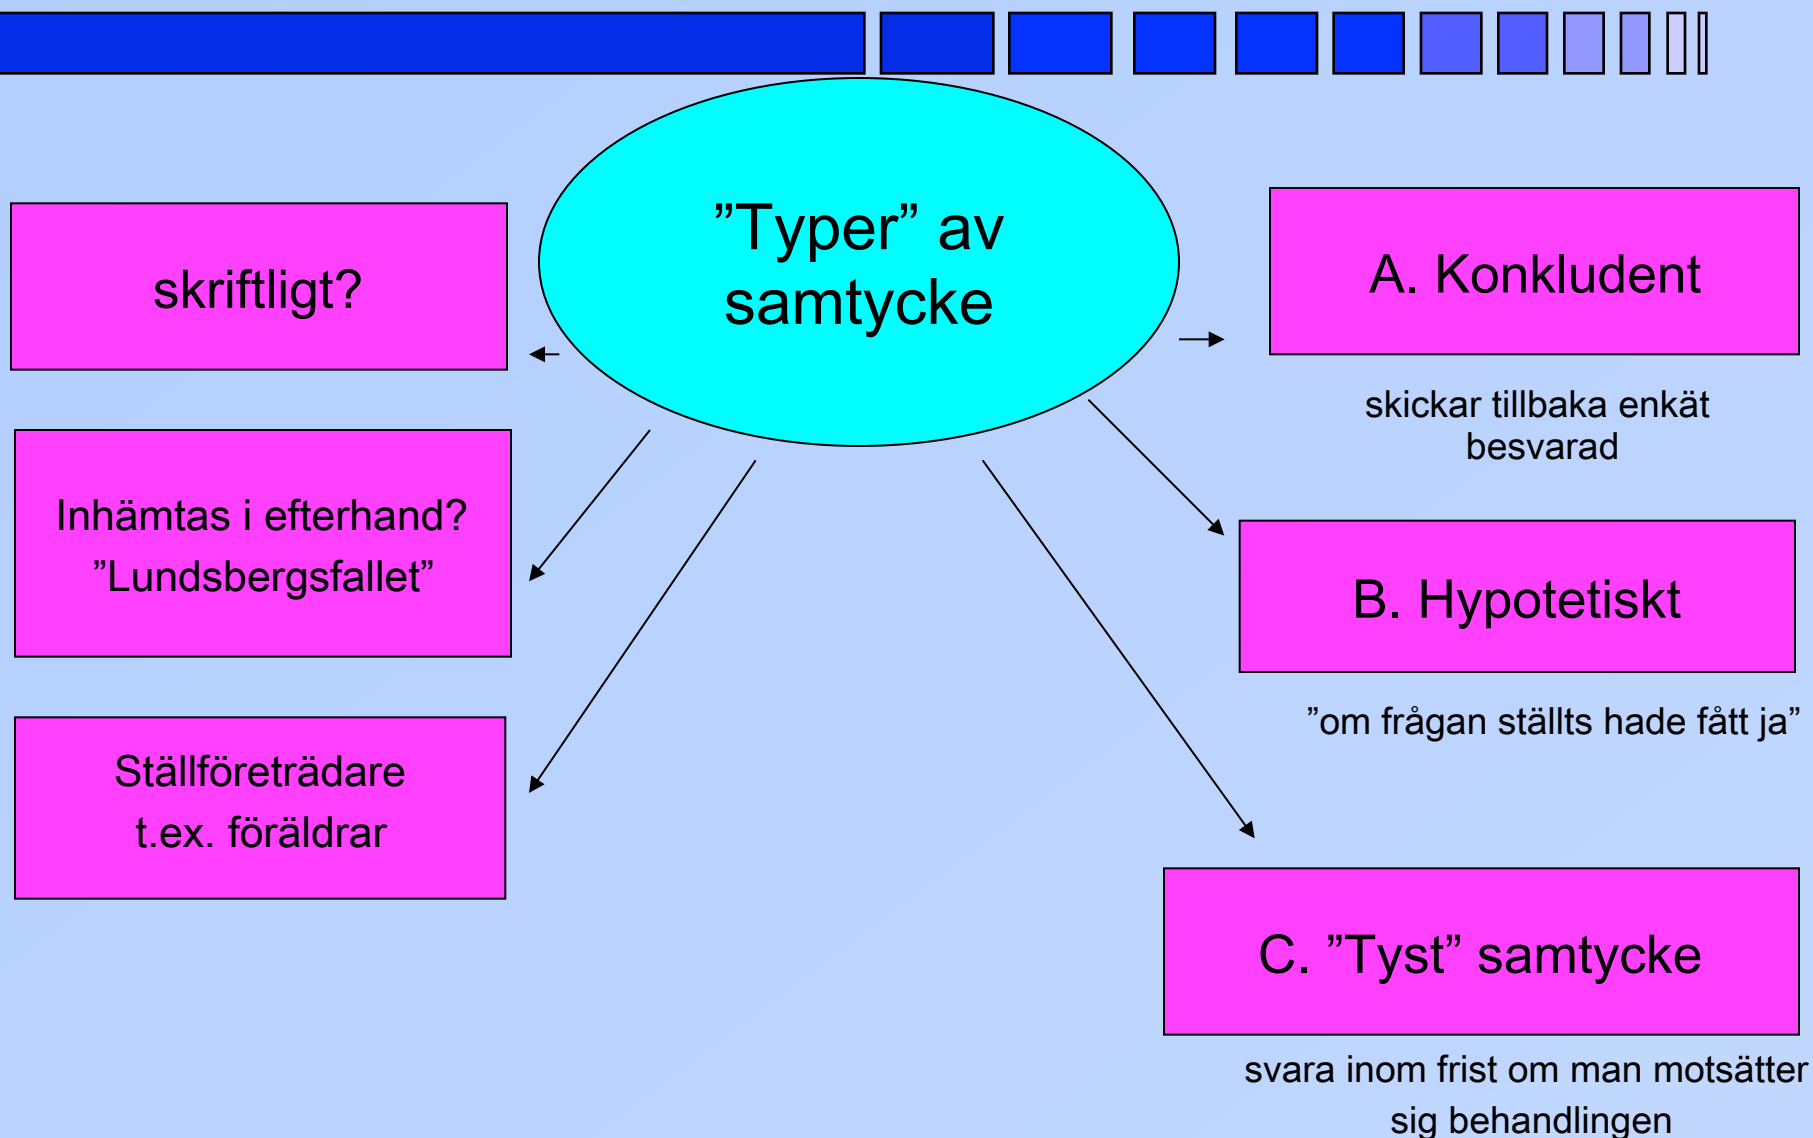 ”Typer” av
samtycke
skriftligt?
Inhämtas i efterhand?
”Lundsbergsfallet”
Ställföreträdare
t.ex. föräldrar
A. Konkludent
skickar tillbaka enkät
besvarad
B. Hypotetiskt
”om frågan ställts hade fått ja”
C. ”Tyst” samtycke
svara inom frist om man motsätter
sig behandlingen